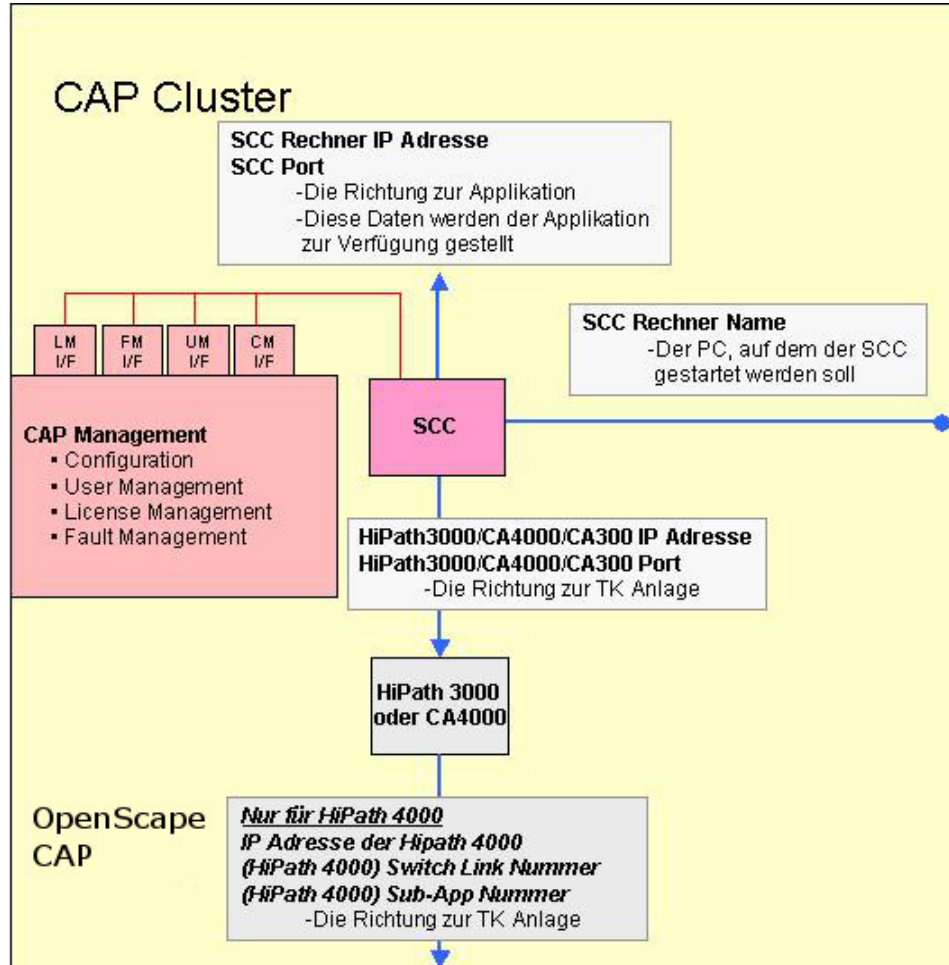 CAP Cluster
SCC Rechner IP Adresse
SCC Port
-Die Richtung zur Applikation
-Diese Daten werden der Applikation
zur Verfügung gestellt
SCC Rechner Name
-Der PC, auf dem der SCC
gestartet werden soll
LM
I/F
FM
I/F
UM
I/F
CM
I/F
CAP Management
▪ Configuration
▪ User Management
▪ License Management
▪ Fault Management
SCC
HiPath3000/CA4000/CA300 IP Adresse
HiPath3000/CA4000/CA300 Port
-Die Richtung zur TK Anlage
HiPath 3000
oder CA4000
OpenScape
CAP
Nur für HiPath 4000
IP Adresse der Hipath 4000
(HiPath 4000) Switch Link Nummer
(HiPath 4000) Sub-App Nummer
-Die Richtung zur TK Anlage